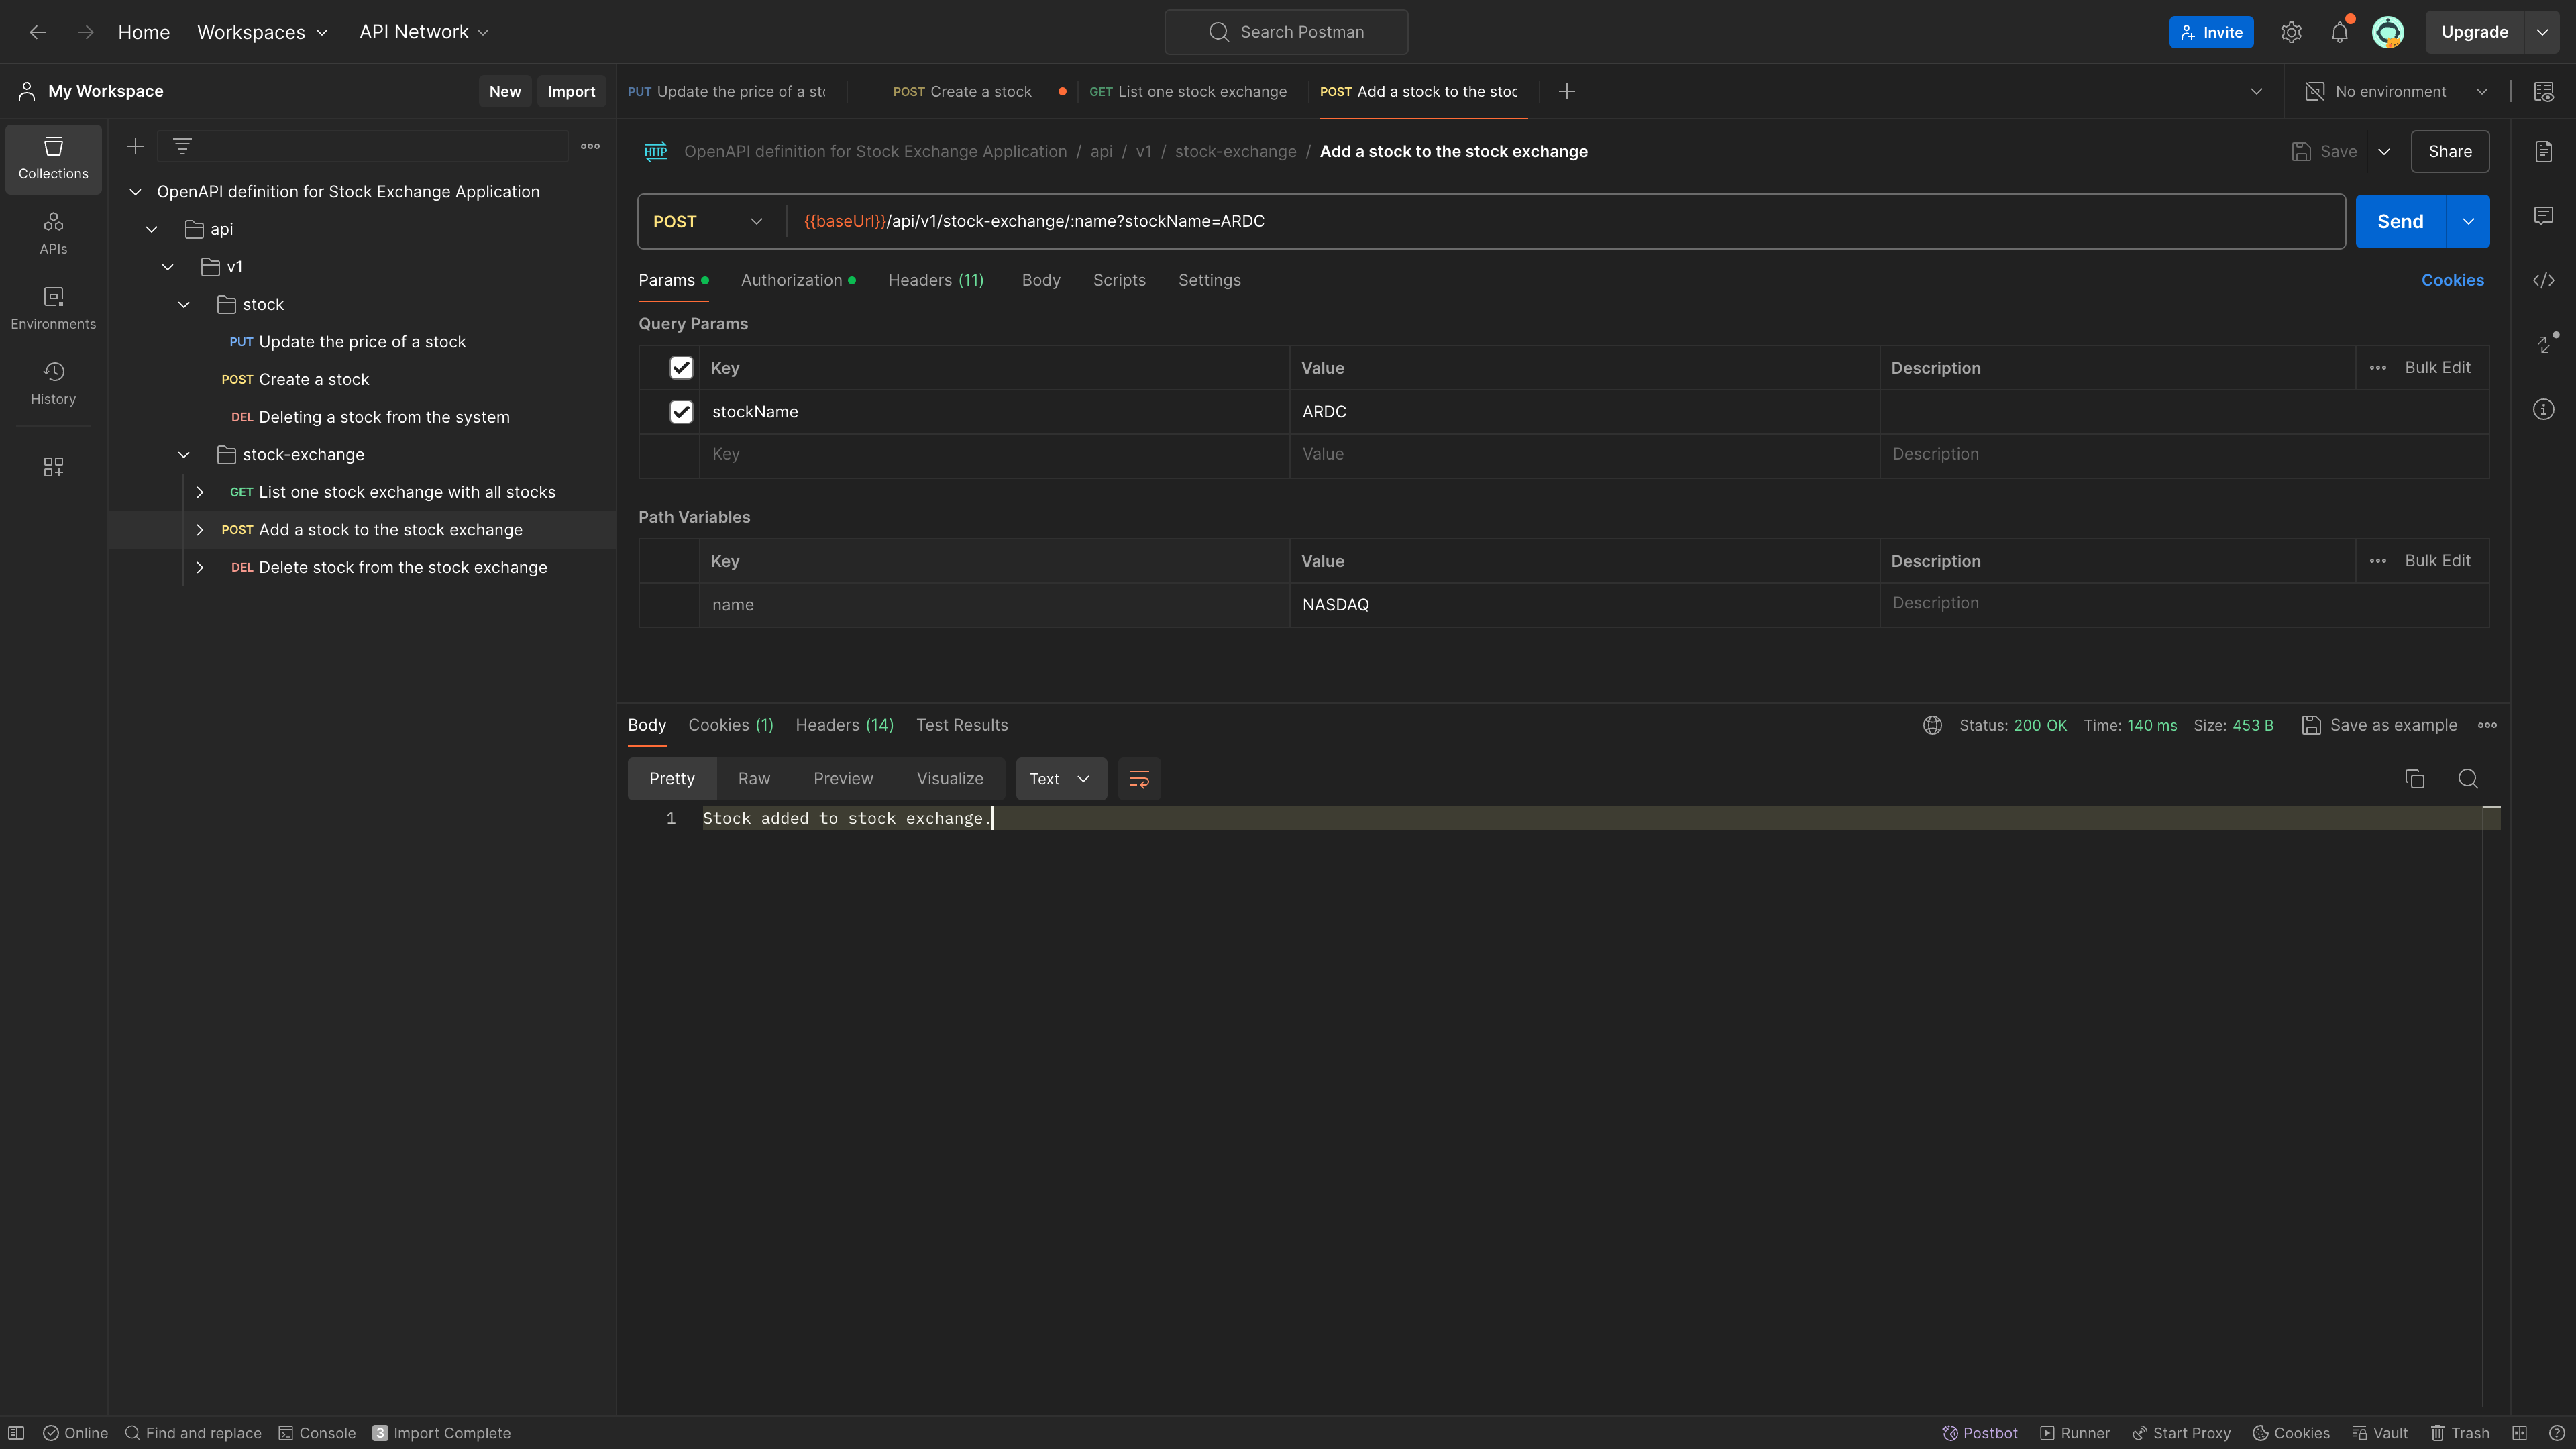 Home Workspaces API Network Search Postman Invite Upgrade
My Workspace New Import PUT Update the price of a sto POST Create a stock GET List one stock exchange POST Add a stock to the stoc No environment
Collections
APIs
Environments
History
OpenAPI definition for Stock Exchange Application
api
v1
stock
PUT Update the price of a stock
POST Create a stock
DEL Deleting a stock from the system
stock-exchange
GET List one stock exchange with all stocks
POST Add a stock to the stock exchange
DEL Delete stock from the stock exchange
HTTP OpenAPI definition for Stock Exchange Application / api / v1 / stock-exchange / Add a stock to the stock exchange Save Share
POST {{baseUrl}}/api/v1/stock-exchange/:name?stockName=ARDC Send
Params Authorization Headers (11) Body Scripts Settings Cookies
Query Params
Key Value Description Bulk Edit
stockName ARDC
Key Value Description
Path Variables
Key Value Description Bulk Edit
name NASDAQ Description
Body Cookies (1) Headers (14) Test Results Status: 200 OK Time: 140 ms Size: 453 B Save as example
Pretty Raw Preview Visualize Text
1 Stock added to stock exchange.
Online Find and replace Console 3 Import Complete Postbot Runner Start Proxy Cookies Vault Trash